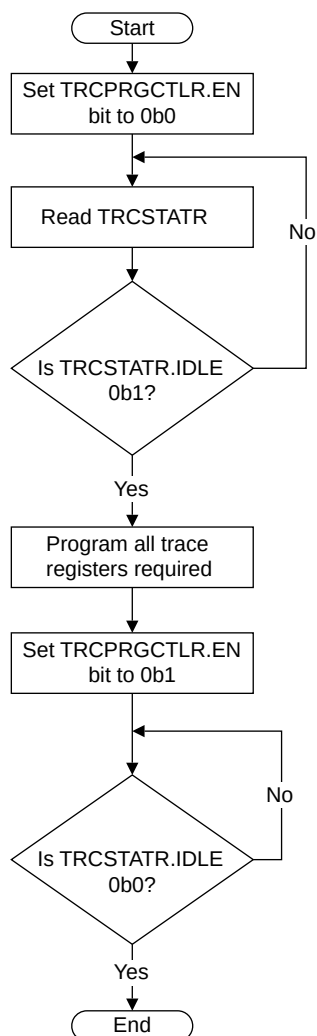 Start
Set TRCPRGCTLR.EN
bit to 0b0
Read TRCSTATR
No
Is TRCSTATR.IDLE
0b1?
Yes
Program all trace
registers required
Set TRCPRGCTLR.EN
bit to 0b1
No
Is TRCSTATR.IDLE
0b0?
Yes
End